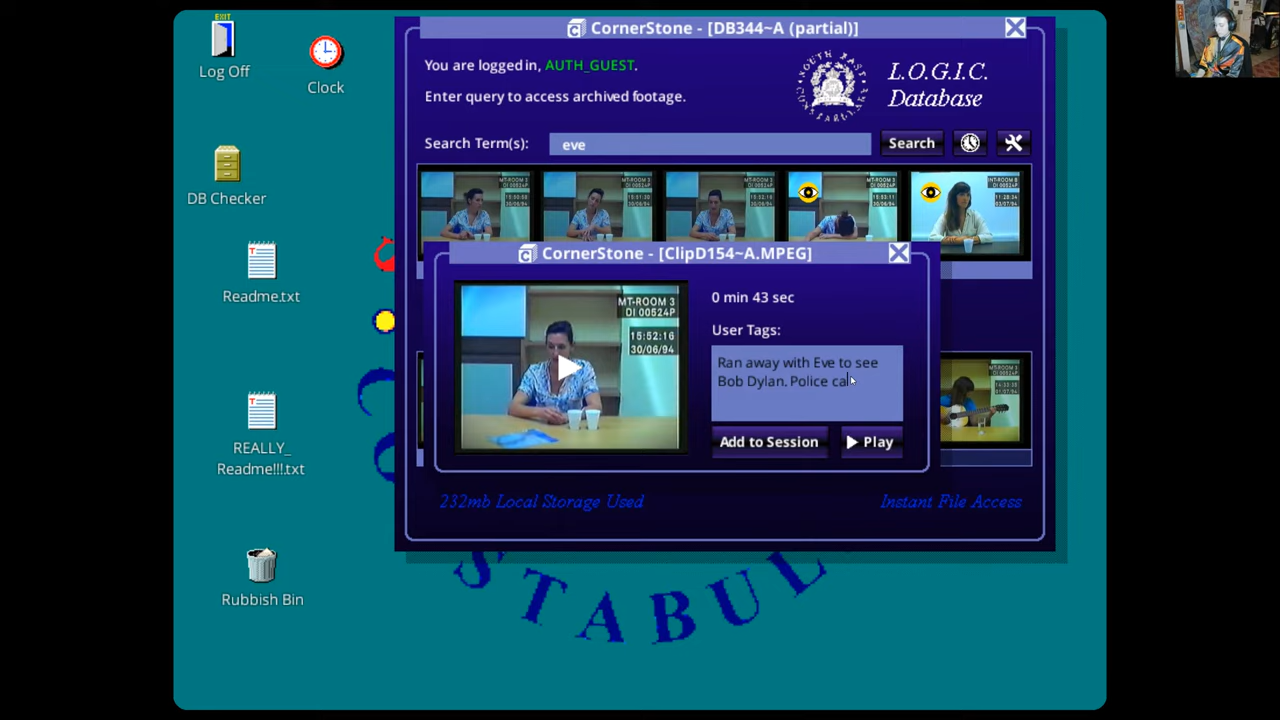 EXIT
Log Off
Clock
DB Checker
Readme.txt
REALLY_
Readme!!!.txt
Rubbish Bin
CornerStone - [DB344~A (partial)]
You are logged in, AUTH_GUEST.
Enter query to access archived footage.
L.O.G.I.C.
Database
Search Term(s):
eve
Search
CornerStone - [ClipD154~A.MPEG]
MT-ROOM 3
DI 00524P
15:52:16
30/06/94
0 min 43 sec
User Tags:
Ran away with Eve to see
Bob Dylan. Police cal
Add to Session
Play
232mb Local Storage Used
Instant File Access
STABUL